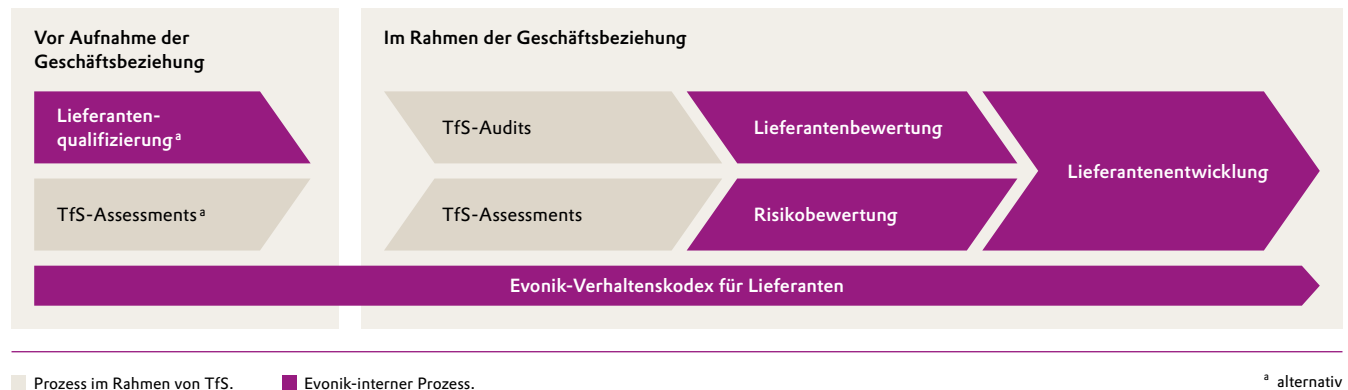 Vor Aufnahme der
Geschäftsbeziehung
Lieferanten-
qualifizierung a
TfS-Assessments a
Im Rahmen der Geschäftsbeziehung
TfS-Audits
Lieferantenbewertung
TfS-Assessments
Risikobewertung
Lieferantenentwicklung
Evonik-Verhaltenskodex für Lieferanten
Prozess im Rahmen von TfS.
Evonik-interner Prozess.
a alternativ